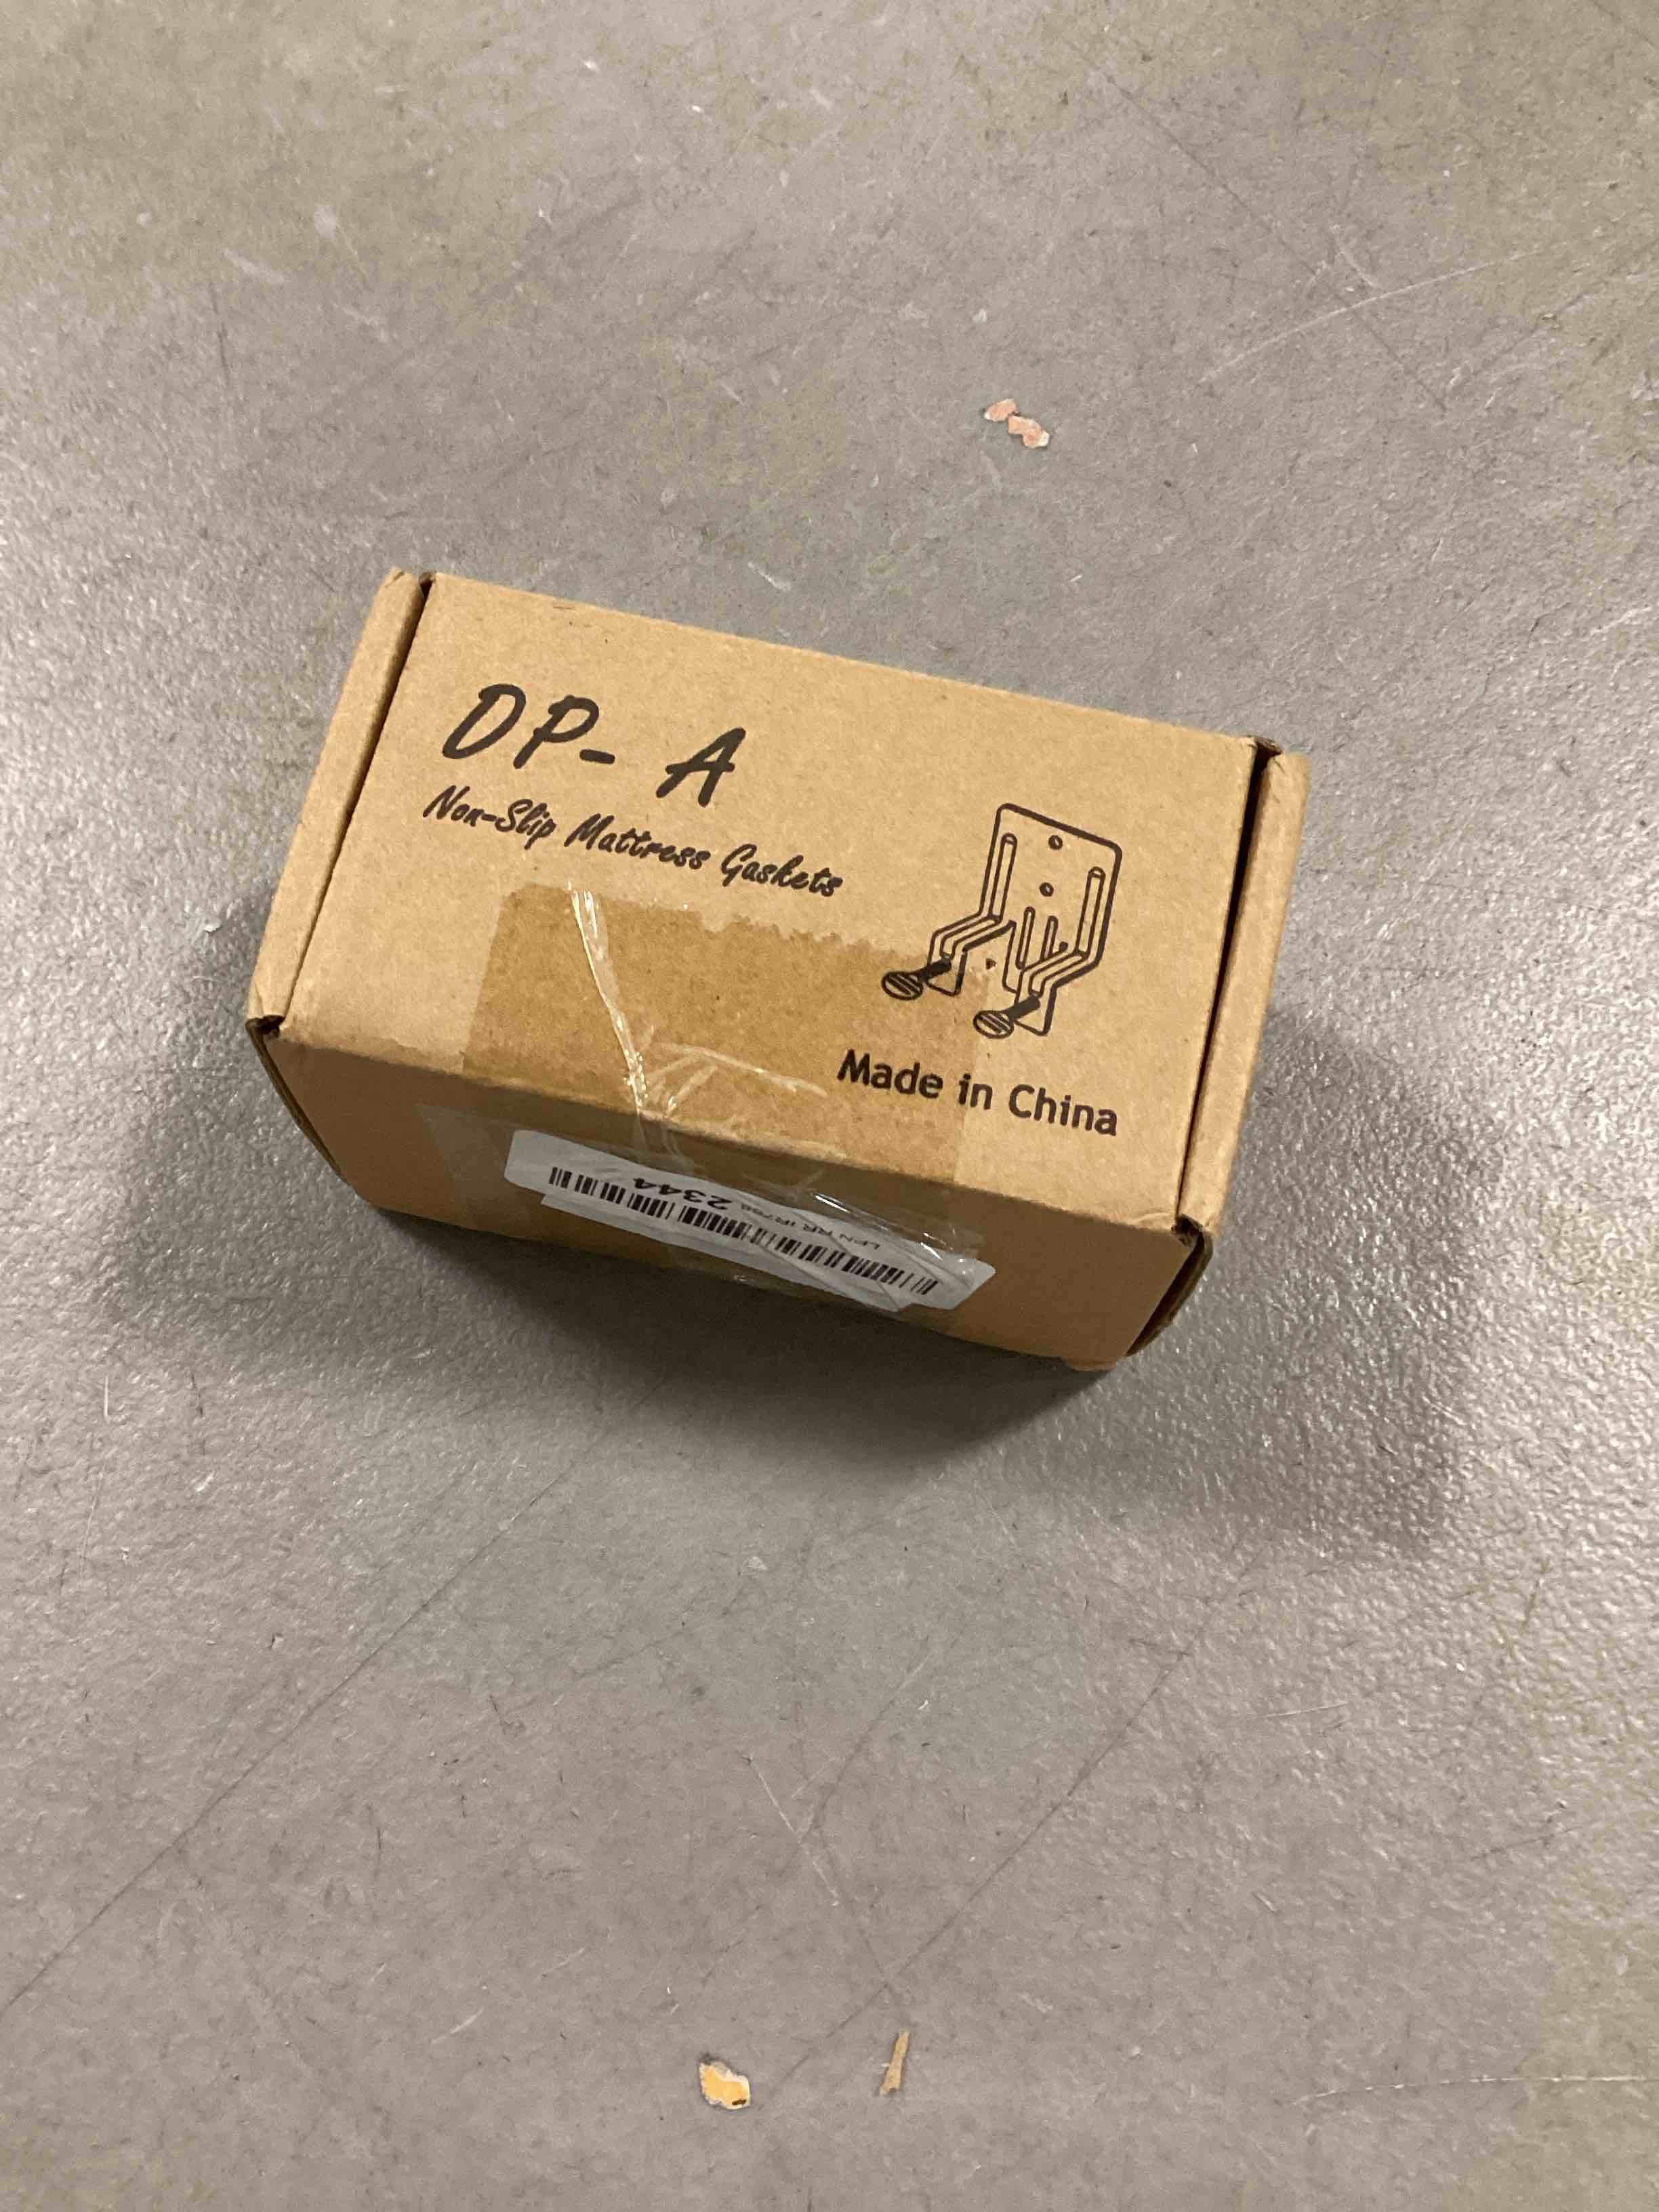 DP- A
Non-Slip Mattress Gaskets
Made in China
2344